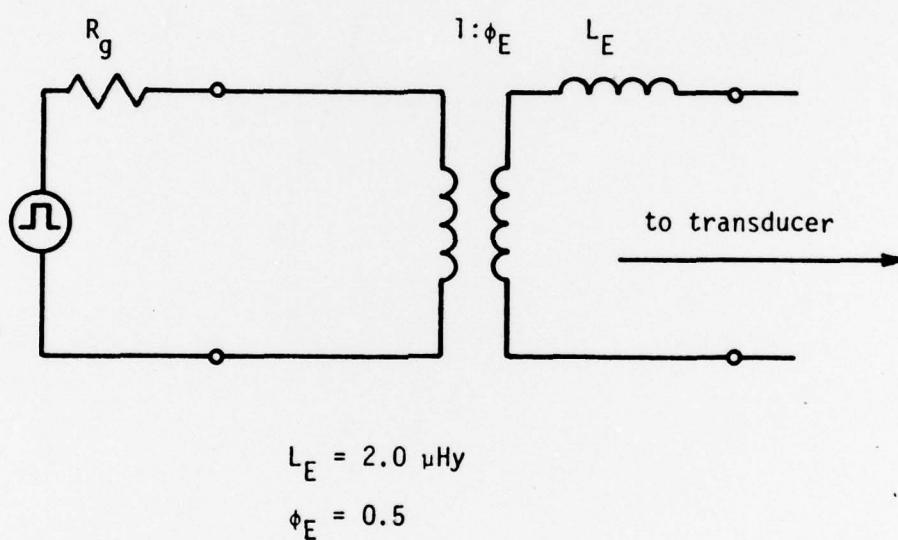 R_g
1:ϕ_E
L_E
to transducer
L_E = 2.0 μHy
ϕ_E = 0.5